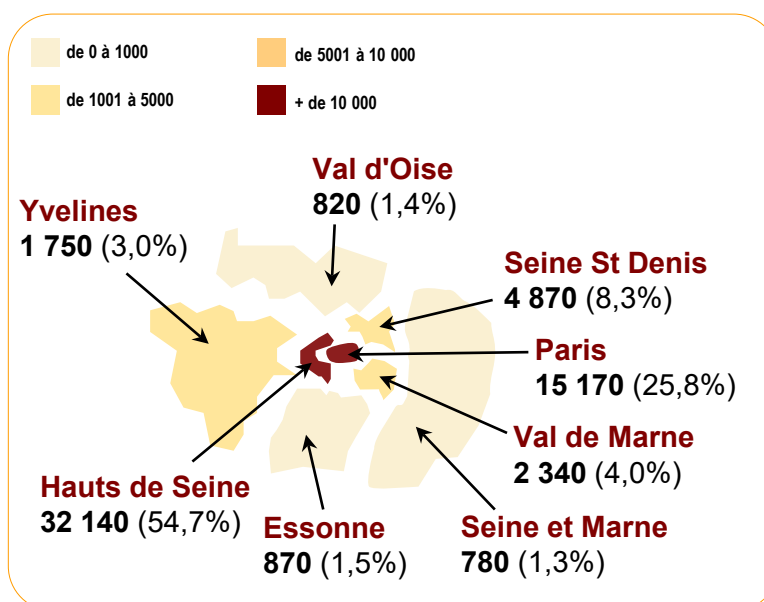 de 0 à 1000
de 5001 à 10 000
de 1001 à 5000
+ de 10 000
Val d'Oise
820 (1,4%)
Yvelines
1 750 (3,0%)
Seine St Denis
4 870 (8,3%)
Paris
15 170 (25,8%)
Val de Marne
2 340 (4,0%)
Hauts de Seine
32 140 (54,7%)
Essonne
870 (1,5%)
Seine et Marne
780 (1,3%)